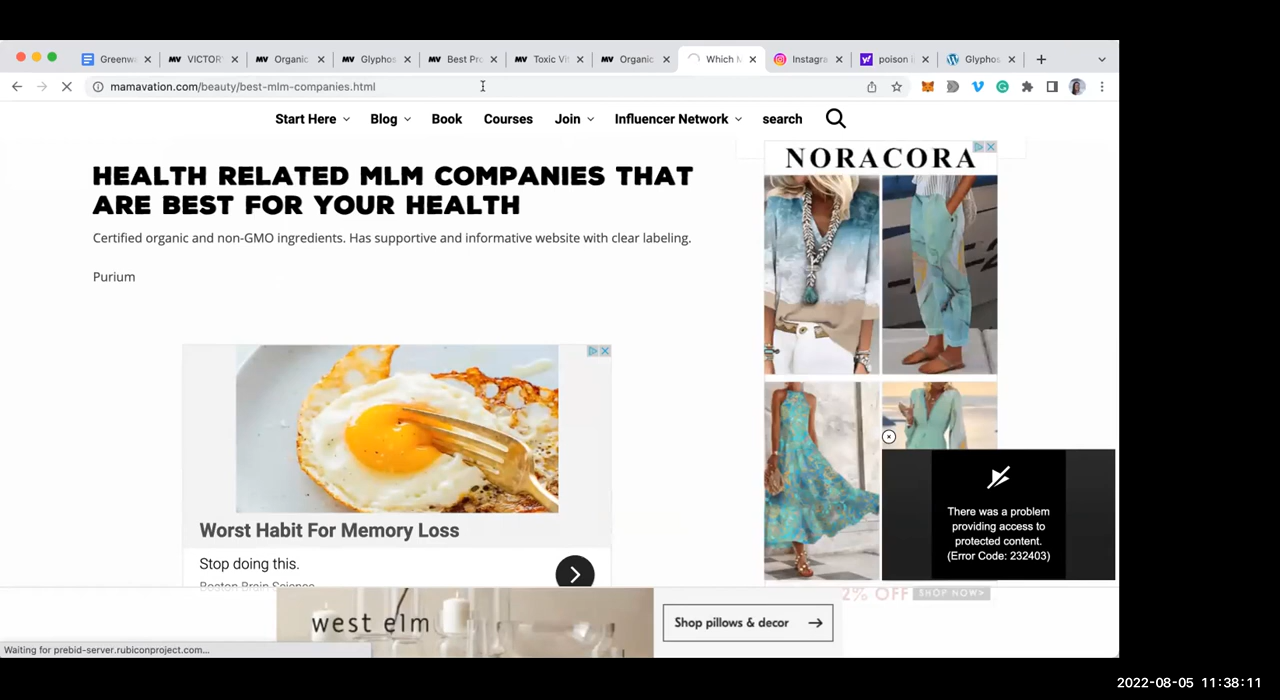 Greenw
VICTOR
Organic
Glyphos
Best Pro
Toxic Vi
Organic
Which M
Instagra
poison i
Glyphos
mamavation.com/beauty/best-mlm-companies.html
Start Here
Blog
Book
Courses
Join
Influencer Network
search
HEALTH RELATED MLM COMPANIES THAT
ARE BEST FOR YOUR HEALTH
Certified organic and non-GMO ingredients. Has supportive and informative website with clear labeling.
Purium
NORACORA
Worst Habit For Memory Loss
Stop doing this.
Boston Brain Science
There was a problem
providing access to
protected content.
(Error Code: 232403)
2% OFF SHOP NOW>
west elm
Shop pillows & decor
Waiting for prebid-server.rubiconproject.com...
2022-08-05 11:38:11